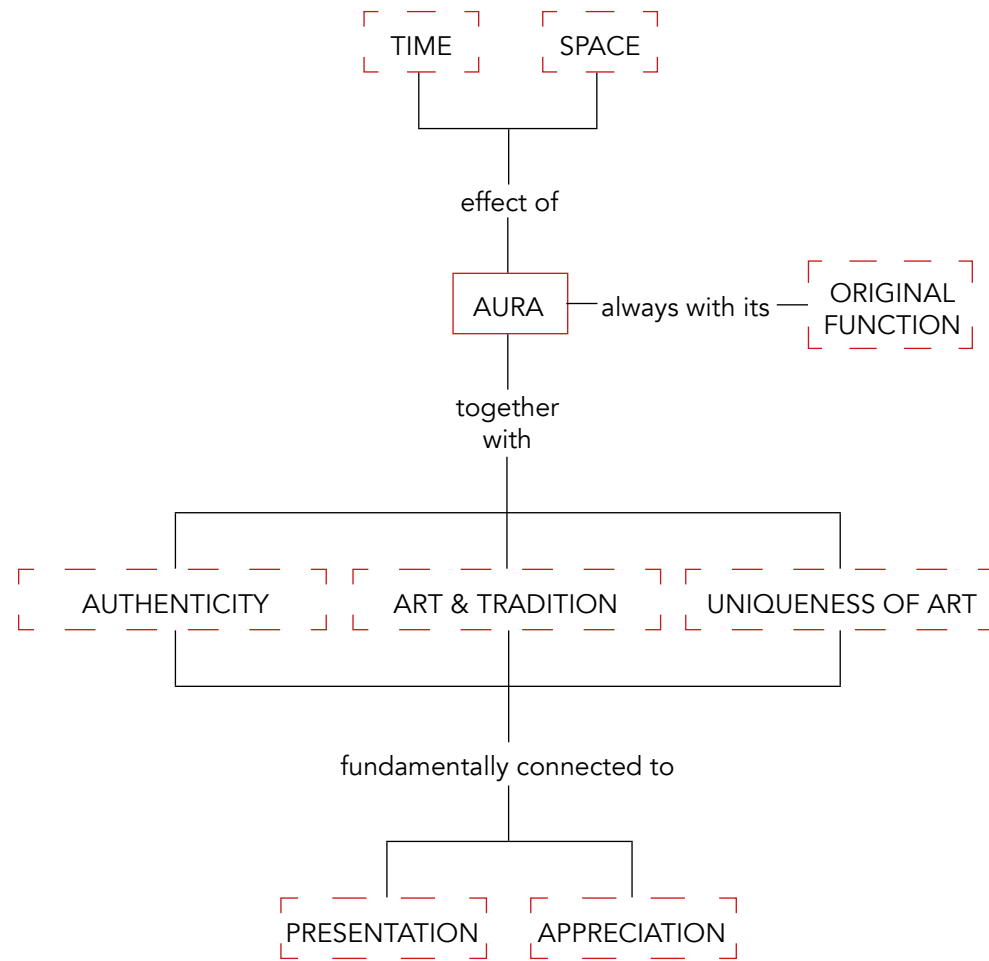 TIME
SPACE
effect of
AURA
always with its
ORIGINAL
FUNCTION
together
with
AUTHENTICITY
ART & TRADITION
UNIQUENESS OF ART
fundamentally connected to
PRESENTATION
APPRECIATION